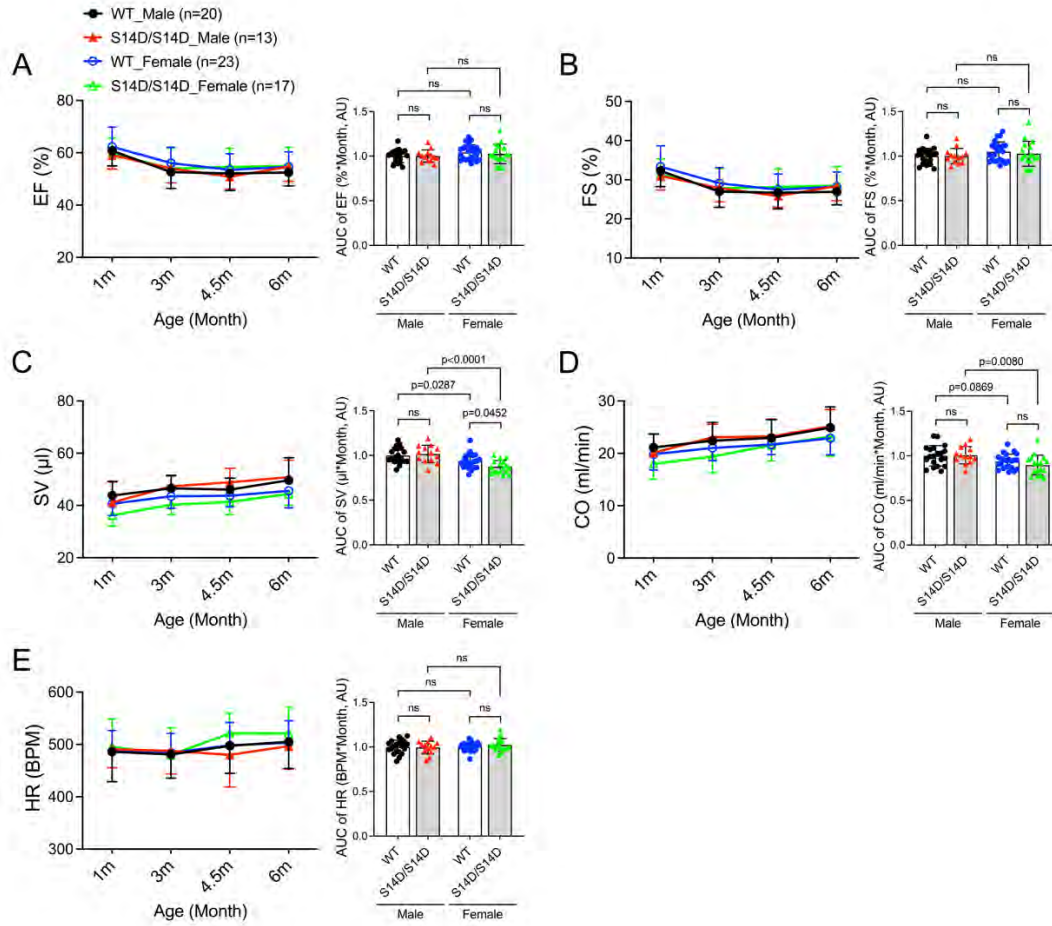 WT_Male (n=20)
S14D/S14D_Male (n=13)
WT_Female (n=23)
S14D/S14D_Female (n=17)
A
EF (%)
80
60
40
20
1m
3m
4.5m
6m
Age (Month)
AUC of EF (%*Month, AU)
1.5
1.0
0.5
0.0
ns
ns
ns
ns
WT
S14D/S14D
WT
S14D/S14D
Male
Female
B
FS (%)
50
40
30
20
10
1m
3m
4.5m
6m
Age (Month)
AUC of FS (%*Month, AU)
1.5
1.0
0.5
0.0
ns
ns
ns
ns
WT
S14D/S14D
WT
S14D/S14D
Male
Female
C
SV (µl)
80
60
40
20
1m
3m
4.5m
6m
Age (Month)
AUC of SV (µl*Month, AU)
1.5
1.0
0.5
0.0
p<0.0001
p=0.0287
ns
p=0.0452
WT
S14D/S14D
WT
S14D/S14D
Male
Female
D
CO (ml/min)
30
20
10
0
1m
3m
4.5m
6m
Age (Month)
AUC of CO (ml/min*Month, AU)
1.5
1.0
0.5
0.0
p=0.0080
p=0.0869
ns
ns
WT
S14D/S14D
WT
S14D/S14D
Male
Female
E
HR (BPM)
600
500
400
300
1m
3m
4.5m
6m
Age (Month)
AUC of HR (BPM*Month, AU)
1.5
1.0
0.5
0.0
ns
ns
ns
ns
WT
S14D/S14D
WT
S14D/S14D
Male
Female